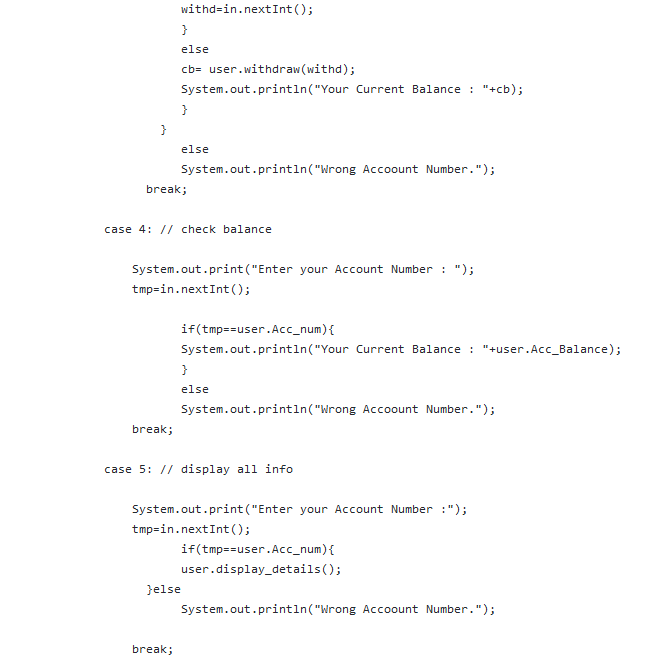 withd=in.nextInt();
}
else
cb= user.withdraw(withd);
System.out.println("Your Current Balance : "+cb);
}
}
else
System.out.println("Wrong Accoount Number.");
break;
case 4: // check balance
System.out.print("Enter your Account Number : ");
tmp=in.nextInt();
if(tmp==user.Acc_num){
System.out.println("Your Current Balance : "+user.Acc_Balance);
}
else
System.out.println("Wrong Accoount Number.");
break;
case 5: // display all info
System.out.print("Enter your Account Number :");
tmp=in.nextInt();
if(tmp==user.Acc_num){
user.display_details();
}else
System.out.println("Wrong Accoount Number.");
break;